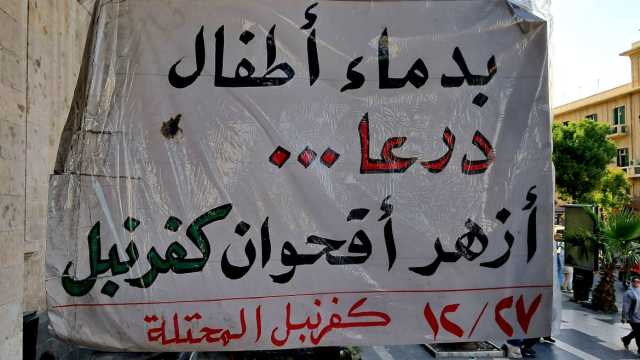 بدماء أطفال
درعا...
أزهر أقحوان كفرنبل
١٢/٢٧ كفرنبل المحتلة